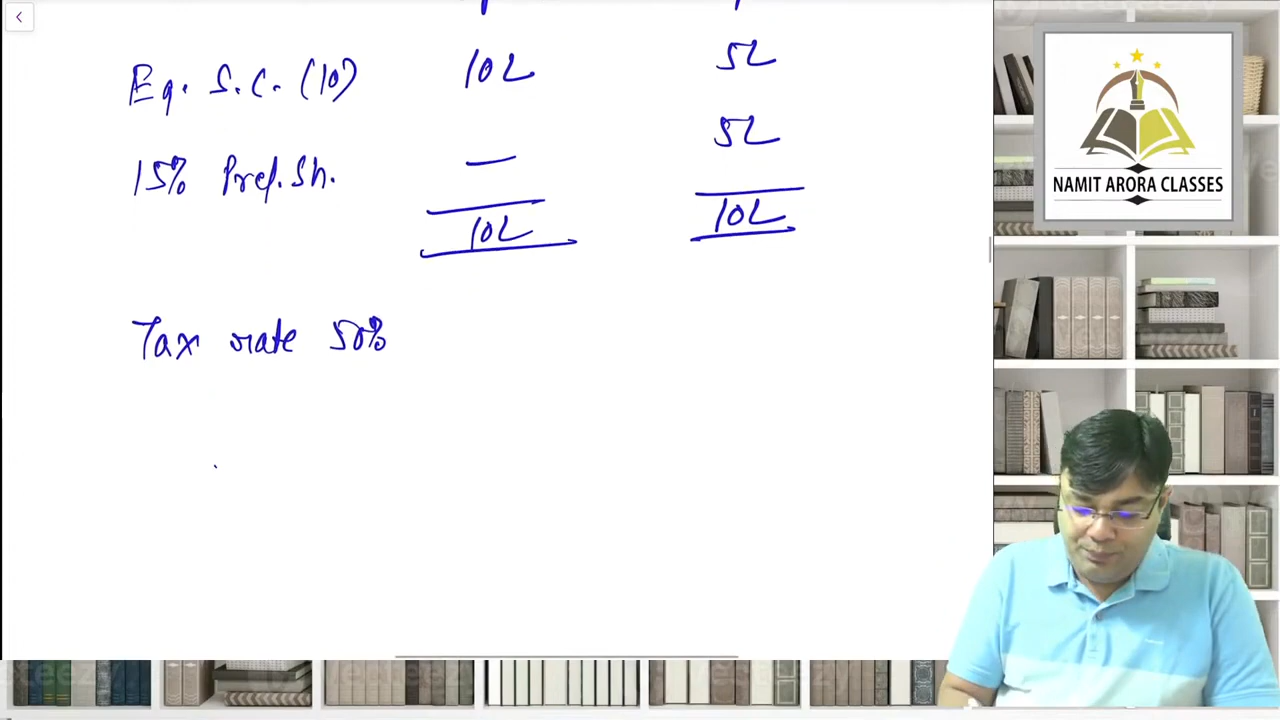 Eq. S.C. (10) 10L 5L
15% Pref. Sh. — 5L
10L 10L
Tax rate 50%
NAMIT ARORA CLASSES